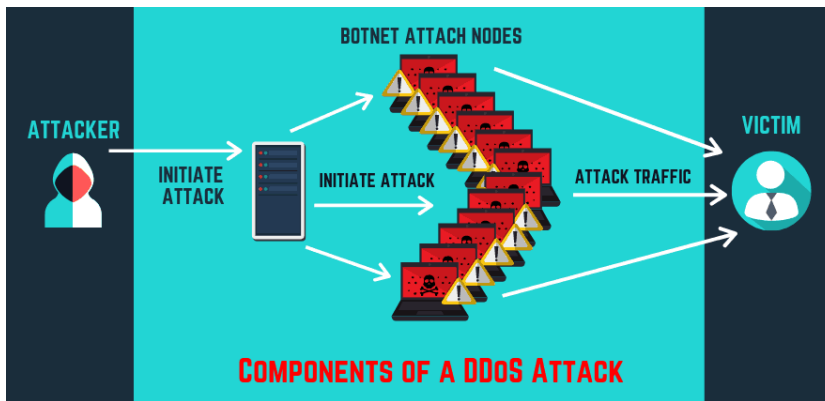 BOTNET ATTACH NODES
ATTACKER
VICTIM
INITIATE
ATTACK
INITIATE ATTACK
ATTACK TRAFFIC
COMPONENTS OF A DDOS ATTACK